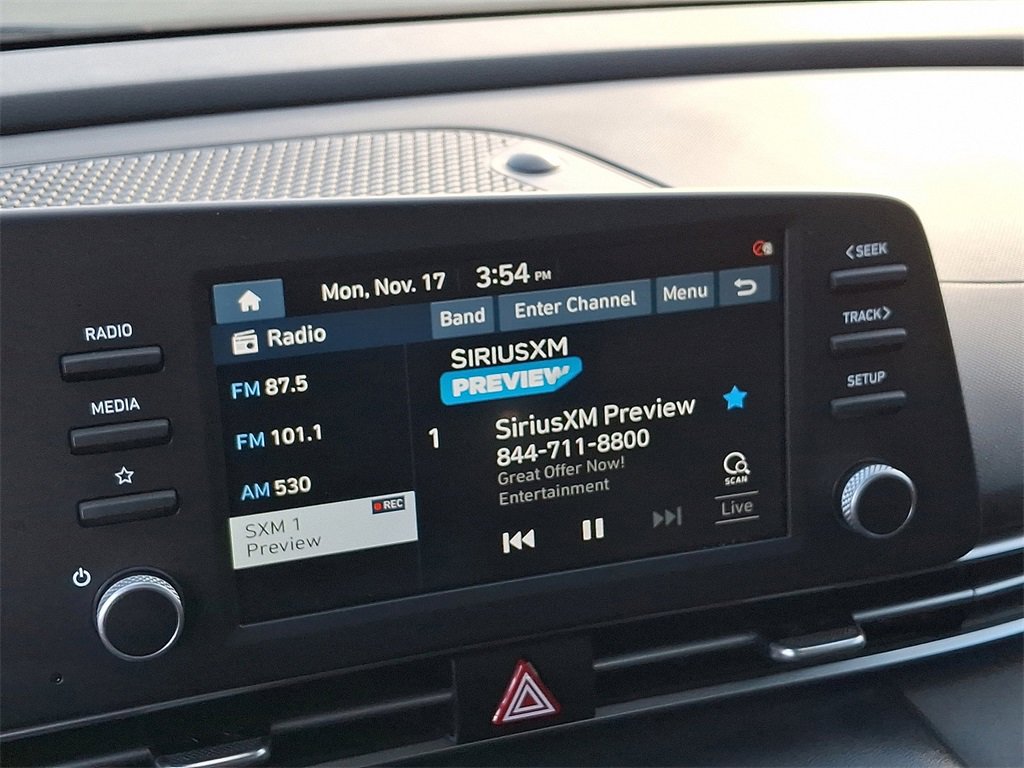 Mon, Nov. 17 3:54 PM
Radio
Band
Enter Channel
Menu
FM 87.5
FM 101.1
AM 530
REC
SXM 1
Preview
SIRIUSXM
PREVIEW
1
SiriusXM Preview
844-711-8800
Great Offer Now!
Entertainment
SCAN
Live
RADIO
MEDIA
<SEEK
TRACK>
SETUP